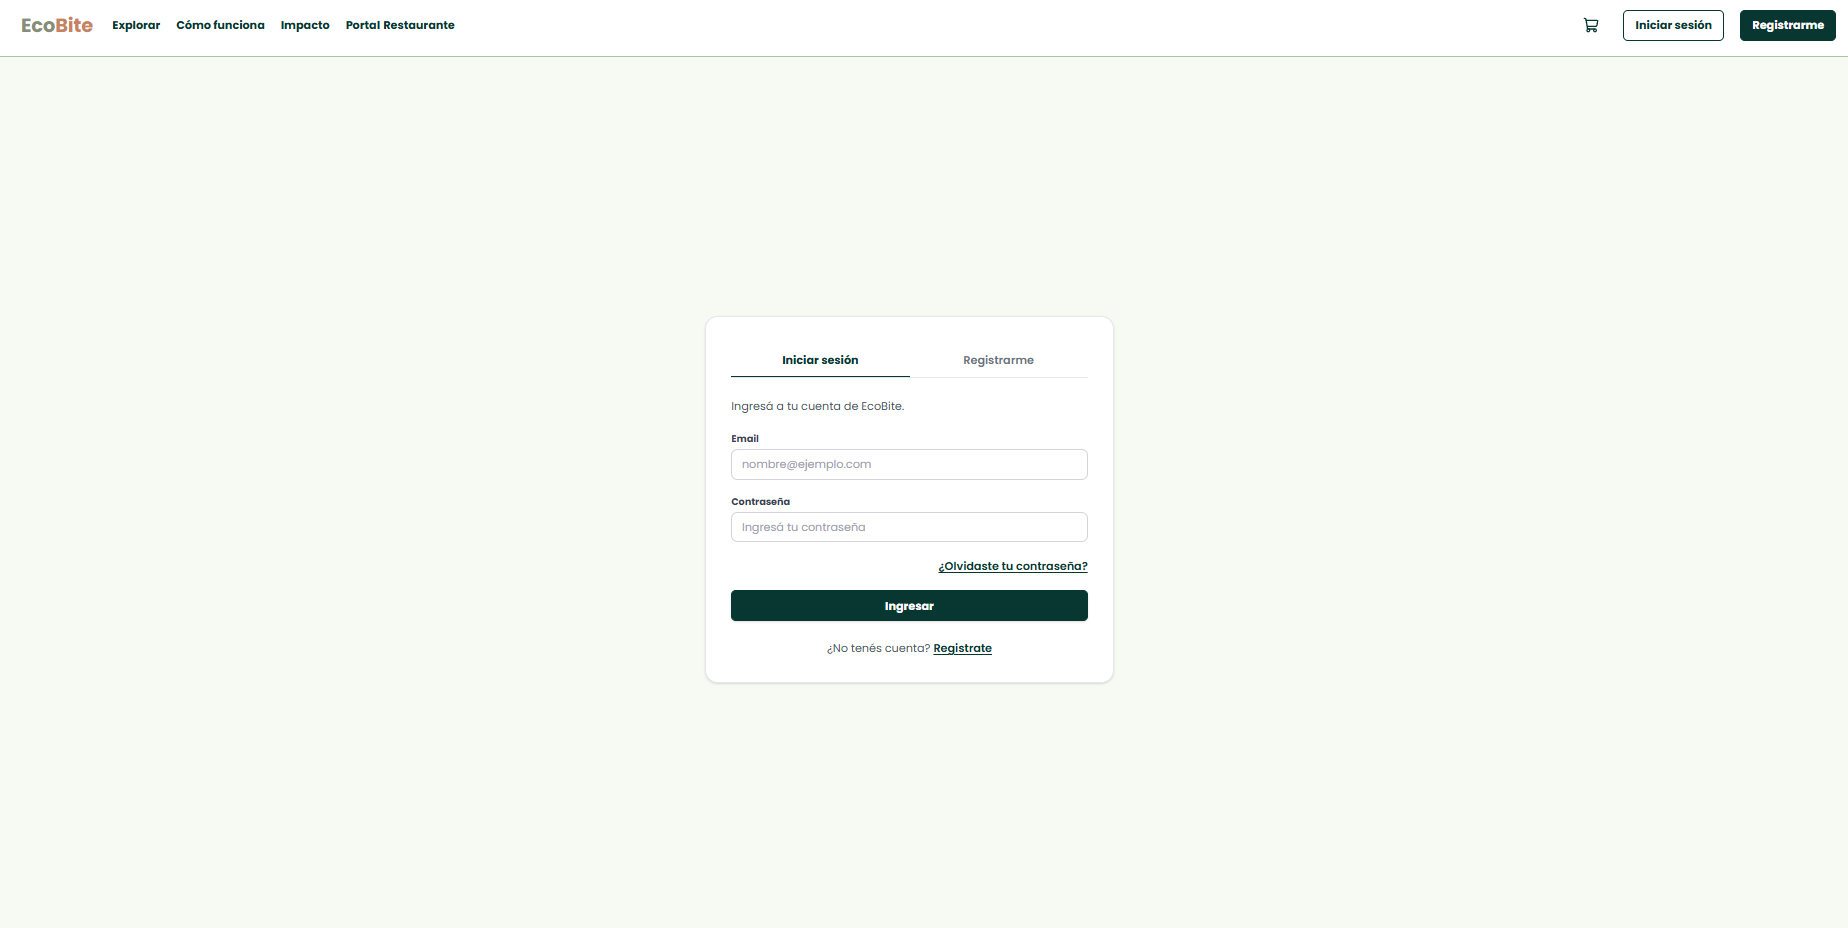 EcoBite Explorar Cómo funciona Impacto Portal Restaurante Iniciar sesión Registrarme
Iniciar sesión Registrarme
Ingresá a tu cuenta de EcoBite.
Email
nombre@ejemplo.com
Contraseña
Ingresá tu contraseña
¿Olvidaste tu contraseña?
Ingresar
¿No tenés cuenta? Registrate